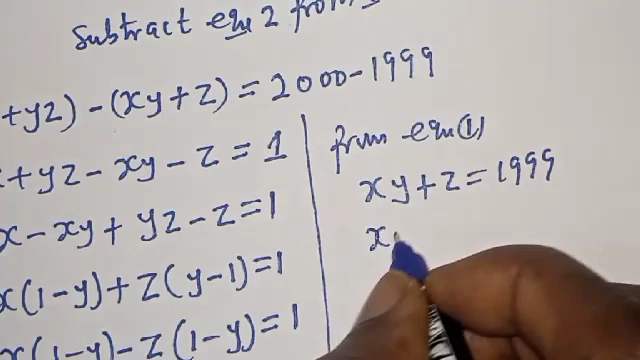 Subtract eqn 2 from
+yz) - (xy+z) = 2000-1999
+yz - xy - z = 1
x - xy + yz - z = 1
x(1-y) + z(y-1) = 1
x(1-y) - z(1-y) = 1
from eqn(1)
xy + z = 1999
x